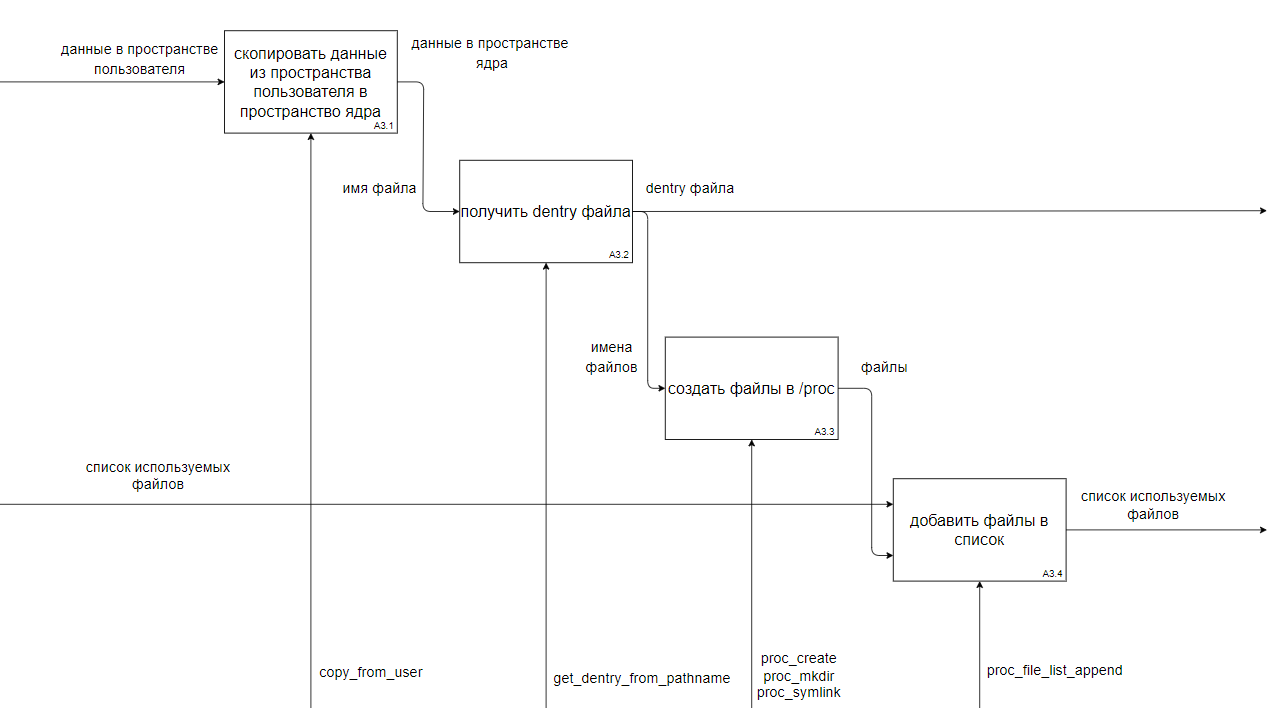 данные в пространстве
пользователя
скопировать данные
из пространства
пользователя в
пространство ядра
A3.1
данные в пространстве
ядра
имя файла
получить dentry файла
A3.2
dentry файла
имена
файлов
создать файлы в /proc
A3.3
файлы
список используемых
файлов
добавить файлы в
список
A3.4
список используемых
файлов
copy_from_user
get_dentry_from_pathname
proc_create
proc_mkdir
proc_symlink
proc_file_list_append